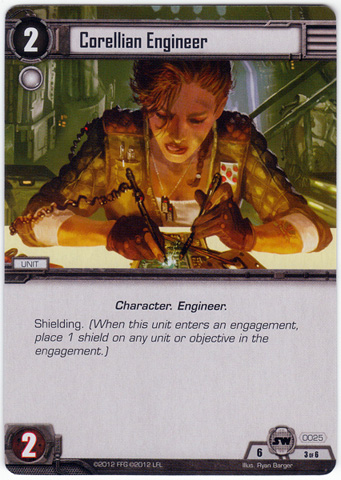 2
Corellian Engineer
UNIT
Character. Engineer.
Shielding. (When this unit enters an engagement,
place 1 shield on any unit or objective in the
engagement.)
2
6
SW
0025
3 OF 6
©2012 FFG ©2012 LFL
Illus. Ryan Barger